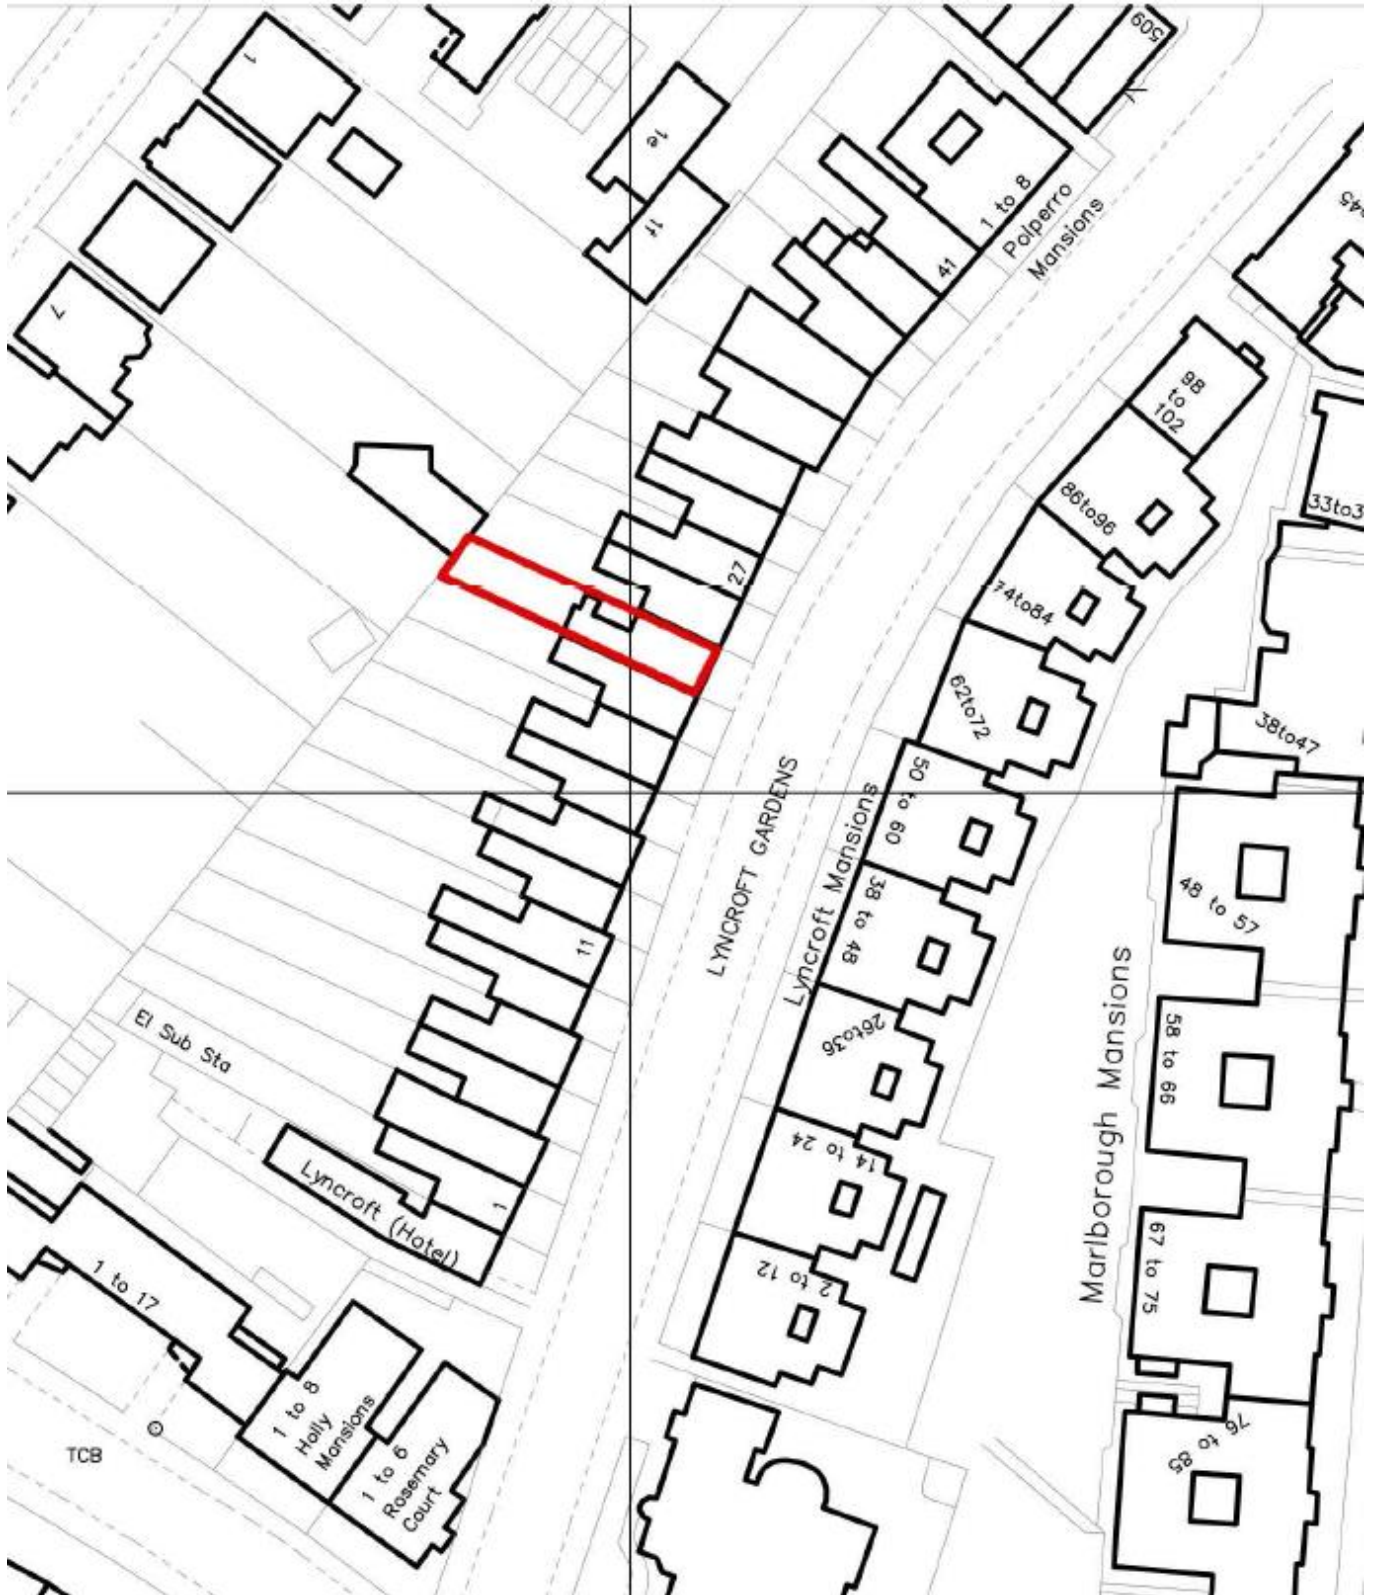 509
1
1e
1f
7
1 to 8
Polperro
Mansions
41
98
to
102
86to96
33to3
27
74to84
62to72
38to47
50 to 60
LYNCROFT GARDENS
Lyncroft Mansions
38 to 48
48 to 57
11
Marlborough Mansions
El Sub Sta
26to36
58 to 66
14 to 24
Lyncroft (Hotel)
1
67 to 75
2 to 12
1 to 17
1 to 8
Holly
Mansions
1 to 6
Rosemary
Court
TCB
76 to 85